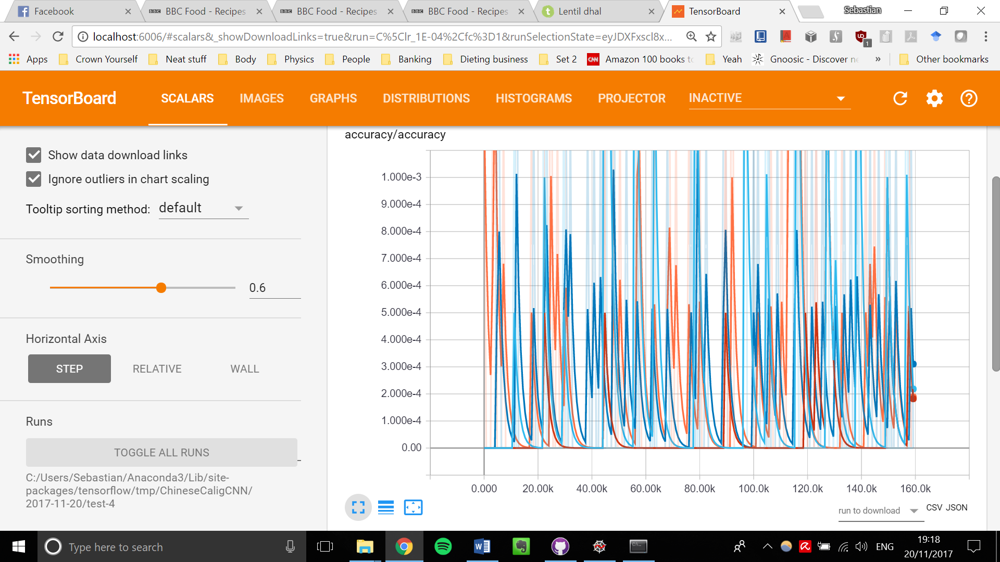 Facebook
BBC Food - Recipes
BBC Food - Recipes
BBC Food - Recipes
Lentil dhal
TensorBoard
Sebastian
localhost:6006/#scalars&_showDownloadLinks=true&run=C%5Clr_1E-04%2Cfc%3D1&runSelectionState=eyJDXFxscl8x...
Apps
Crown Yourself
Neat stuff
Body
Physics
People
Banking
Dieting business
Set 2
CNN
Amazon 100 books to
Yeah
Gnoosic - Discover ne
»
Other bookmarks
TensorBoard
SCALARS
IMAGES
GRAPHS
DISTRIBUTIONS
HISTOGRAMS
PROJECTOR
INACTIVE
Show data download links
Ignore outliers in chart scaling
Tooltip sorting method: default
Smoothing
0.6
Horizontal Axis
STEP
RELATIVE
WALL
Runs
TOGGLE ALL RUNS
C:/Users/Sebastian/Anaconda3/Lib/site-
packages/tensorflow/tmp/ChineseCaligCNN/
2017-11-20/test-4
accuracy/accuracy
1.000e-3
9.000e-4
8.000e-4
7.000e-4
6.000e-4
5.000e-4
4.000e-4
3.000e-4
2.000e-4
1.000e-4
0.00
0.000
20.00k
40.00k
60.00k
80.00k
100.0k
120.0k
140.0k
160.0k
run to download
CSV JSON
Type here to search
ENG
19:18
20/11/2017